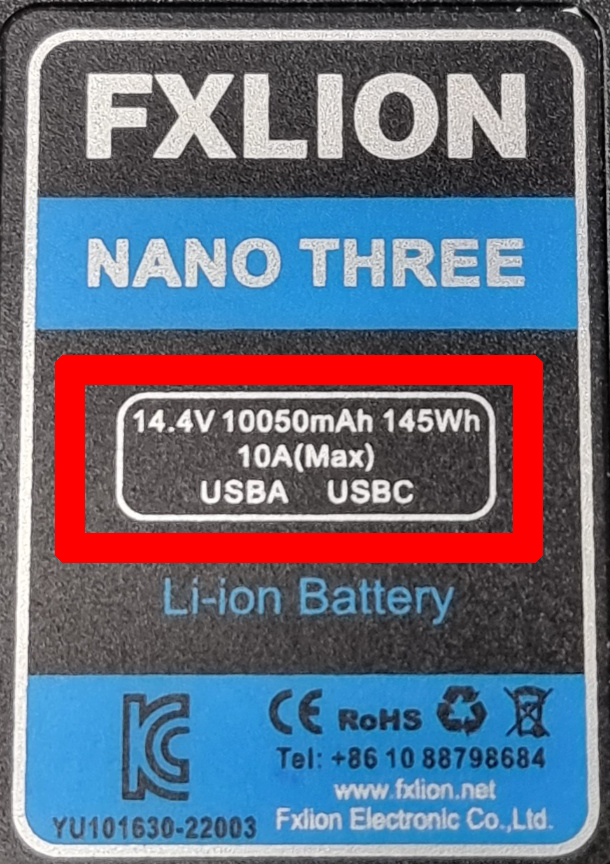 FXLION
NANO THREE
14.4V 10050mAh 145Wh
10A(Max)
USBA USBC
Li-ion Battery
CE RoHS
Tel: +86 10 88798684
www.fxlion.net
KC
YU101630-22003
Fxlion Electronic Co.,Ltd.